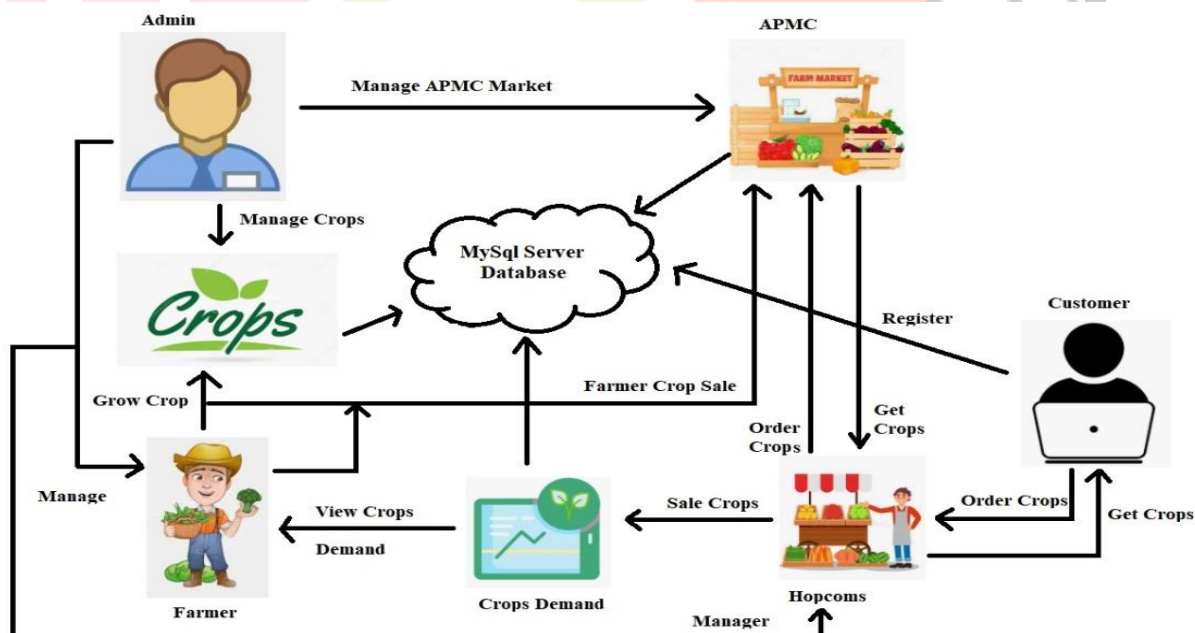 Admin
APMC
Manage APMC Market
FARM MARKET
Manage Crops
MySql Server
Database
Crops
Customer
Register
Grow Crop
Farmer Crop Sale
Order
Crops
Get
Crops
Manage
View Crops
Demand
Sale Crops
Order Crops
Get Crops
Farmer
Crops Demand
Hopcoms
Manager